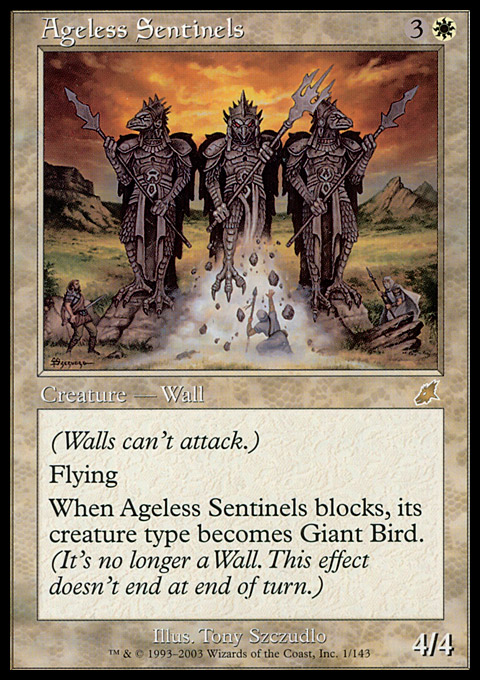 Ageless Sentinels 3
Creature — Wall
(Walls can't attack.)
Flying
When Ageless Sentinels blocks, its
creature type becomes Giant Bird.
(It's no longer a Wall. This effect
doesn't end at end of turn.)
Illus. Tony Szczudlo
™ & © 1993–2003 Wizards of the Coast, Inc. 1/143
4/4